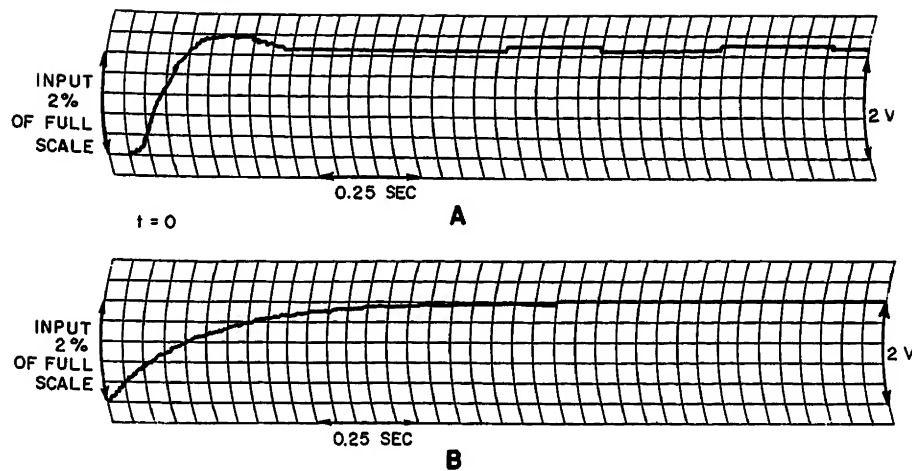 INPUT
2%
OF FULL
SCALE
2 V
0.25 SEC
t = 0
A
INPUT
2%
OF FULL
SCALE
2 V
0.25 SEC
B